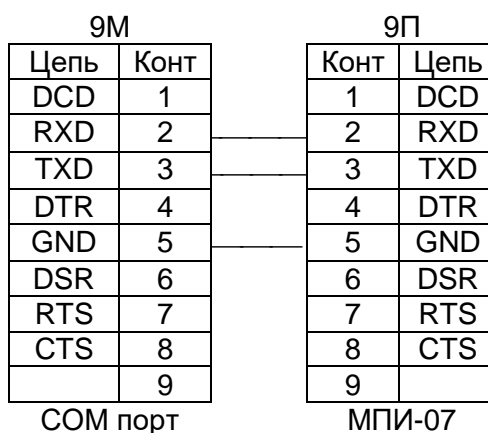 9М 9П
Цепь Конт Конт Цепь
DCD 1 1 DCD
RXD 2 2 RXD
TXD 3 3 TXD
DTR 4 4 DTR
GND 5 5 GND
DSR 6 6 DSR
RTS 7 7 RTS
CTS 8 8 CTS
9 9
COM порт МПИ-07